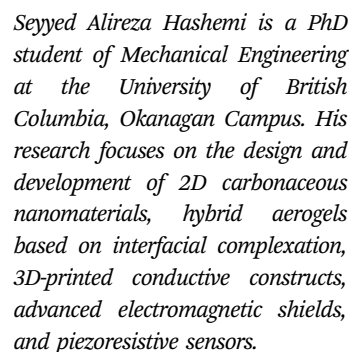 Seyyed Alireza Hashemi is a PhD
student of Mechanical Engineering
at the University of British
Columbia, Okanagan Campus. His
research focuses on the design and
development of 2D carbonaceous
nanomaterials, hybrid aerogels
based on interfacial complexation,
3D-printed conductive constructs,
advanced electromagnetic shields,
and piezoresistive sensors.